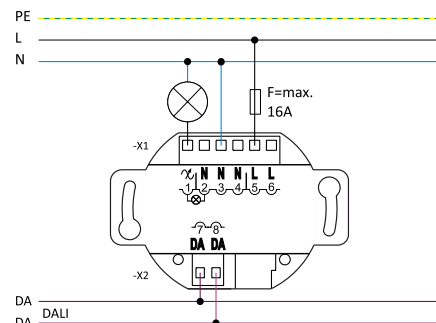 PE
L
N
F=max.
16A
-X1
N N N L L
1 2 3 4 5 6
7 8
DA DA
-X2
DA
DALI
DA